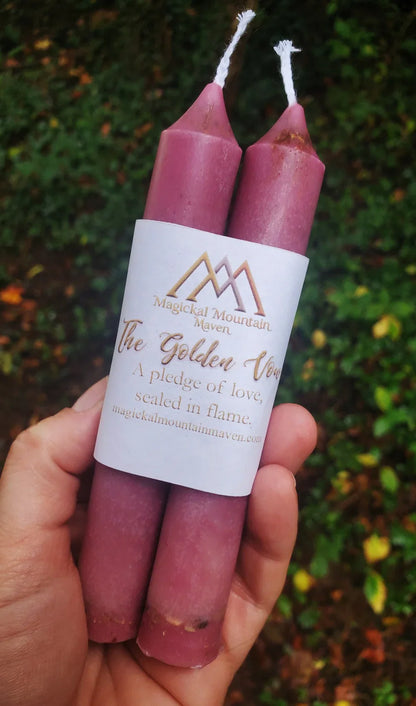 Magickal Mountain
Maven
The Golden Vow
A pledge of love,
sealed in flame.
magickalmountainmaven.com